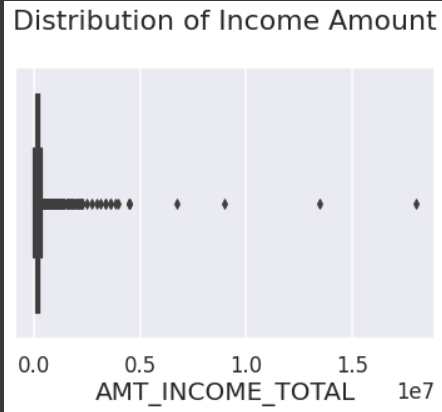 Distribution of Income Amount
0.0 0.5 1.0 1.5
AMT_INCOME_TOTAL 1e7